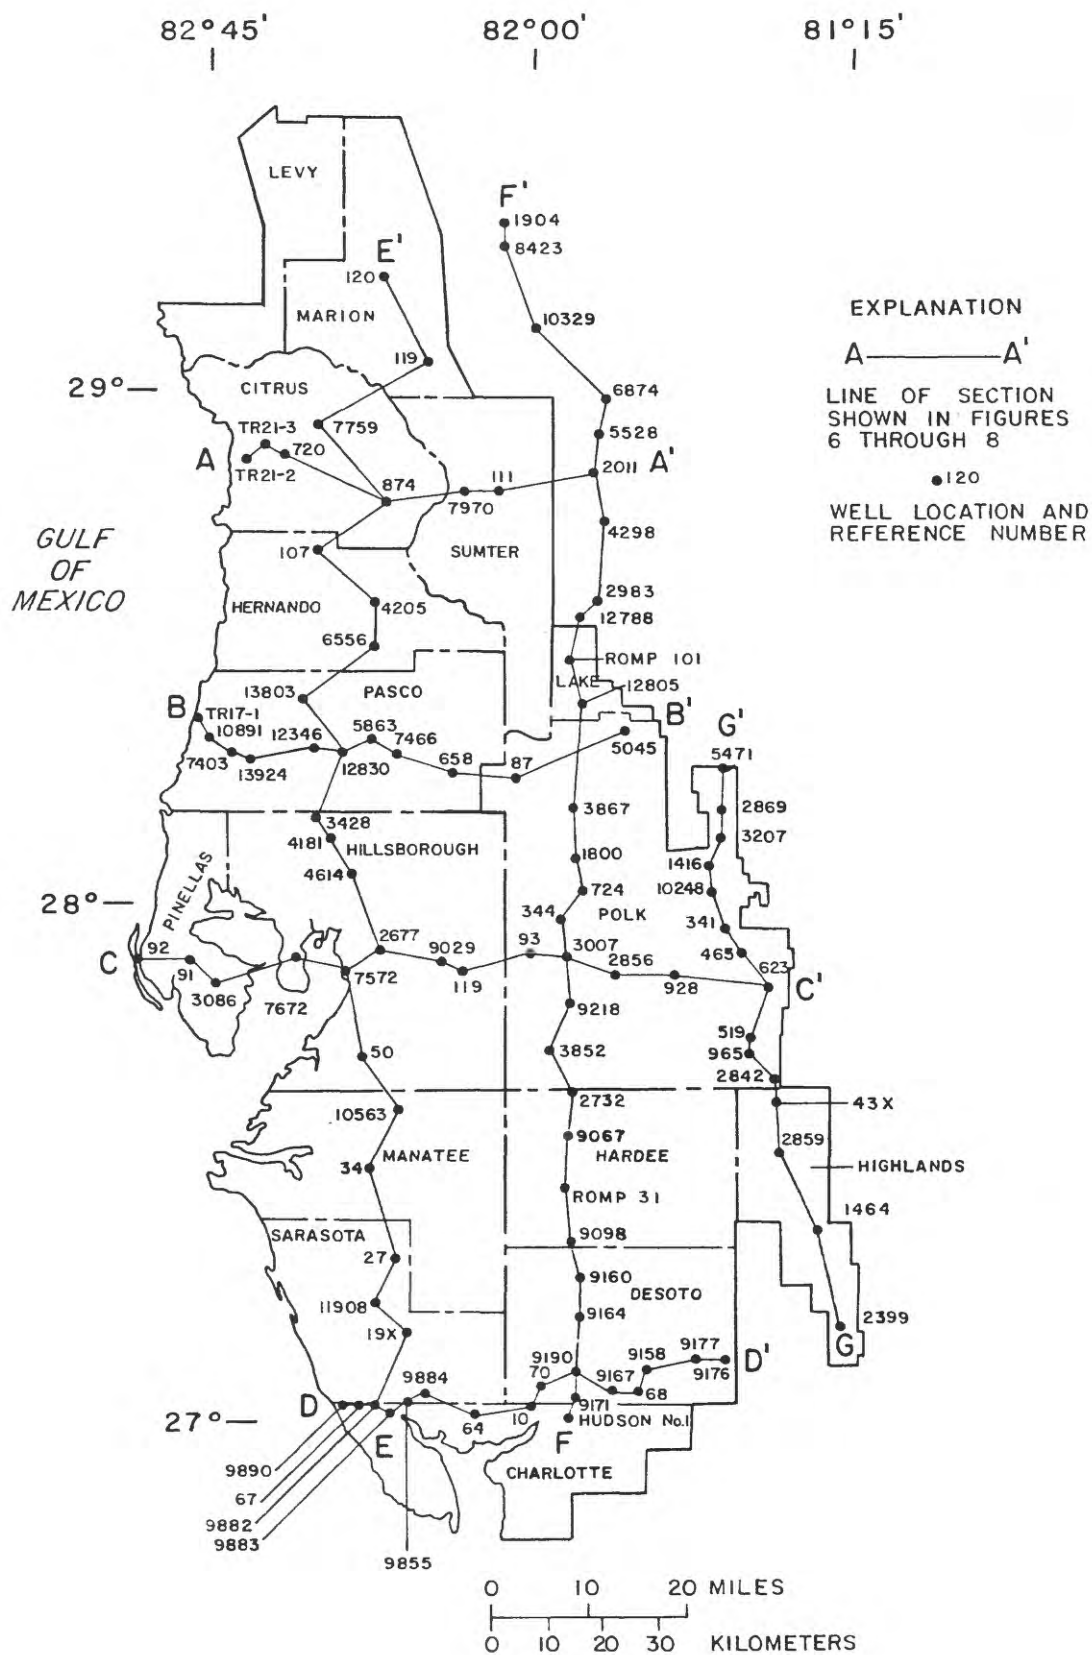 82°45' 82°00' 81°15'
LEVY
F'
1904
8423
E'
120
MARION
10329
119
EXPLANATION
A A'
LINE OF SECTION
SHOWN IN FIGURES
6 THROUGH 8
120
WELL LOCATION AND
REFERENCE NUMBER
29°
CITRUS
6874
TR21-3
7759
5528
A
720
TR21-2
A'
874
111
2011
7970
4298
GULF
OF
MEXICO
107
SUMTER
2983
HERNANDO
4205
12788
6556
ROMP 101
LAKE
12805
13803
PASCO
B
TR17-1
B'
G'
10891
12346
5863
7466
5045
5471
7403
13924
12830
658
87
3867
2869
3428
3207
4181
HILLSBOROUGH
4614
1800
1416
PINELLAS
724
10248
28°
344
POLK
341
C
92
2677
9029
93
3007
465
91
7572
119
2856
928
623
C'
3086
7672
9218
519
50
3852
965
2842
2732
43X
10563
9067
2859
34
MANATEE
HARDEE
HIGHLANDS
ROMP 31
1464
SARASOTA
9098
27
9160
DESOTO
11908
9164
2399
19X
G
9190
9158
9177
D'
9884
70
9167
9176
D
68
27°
E
64
10
9171
F
HUDSON No.1
9890
CHARLOTTE
67
9882
9883
9855
0 10 20 MILES
0 10 20 30 KILOMETERS